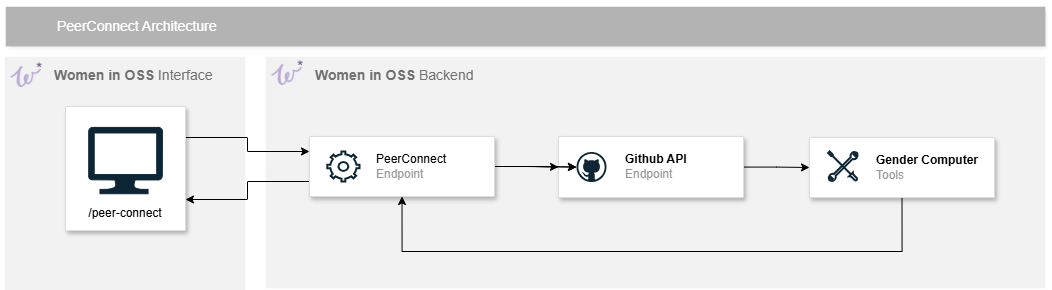 PeerConnect Architecture
Women in OSS Interface
Women in OSS Backend
/peer-connect
PeerConnect
Endpoint
Github API
Endpoint
Gender Computer
Tools